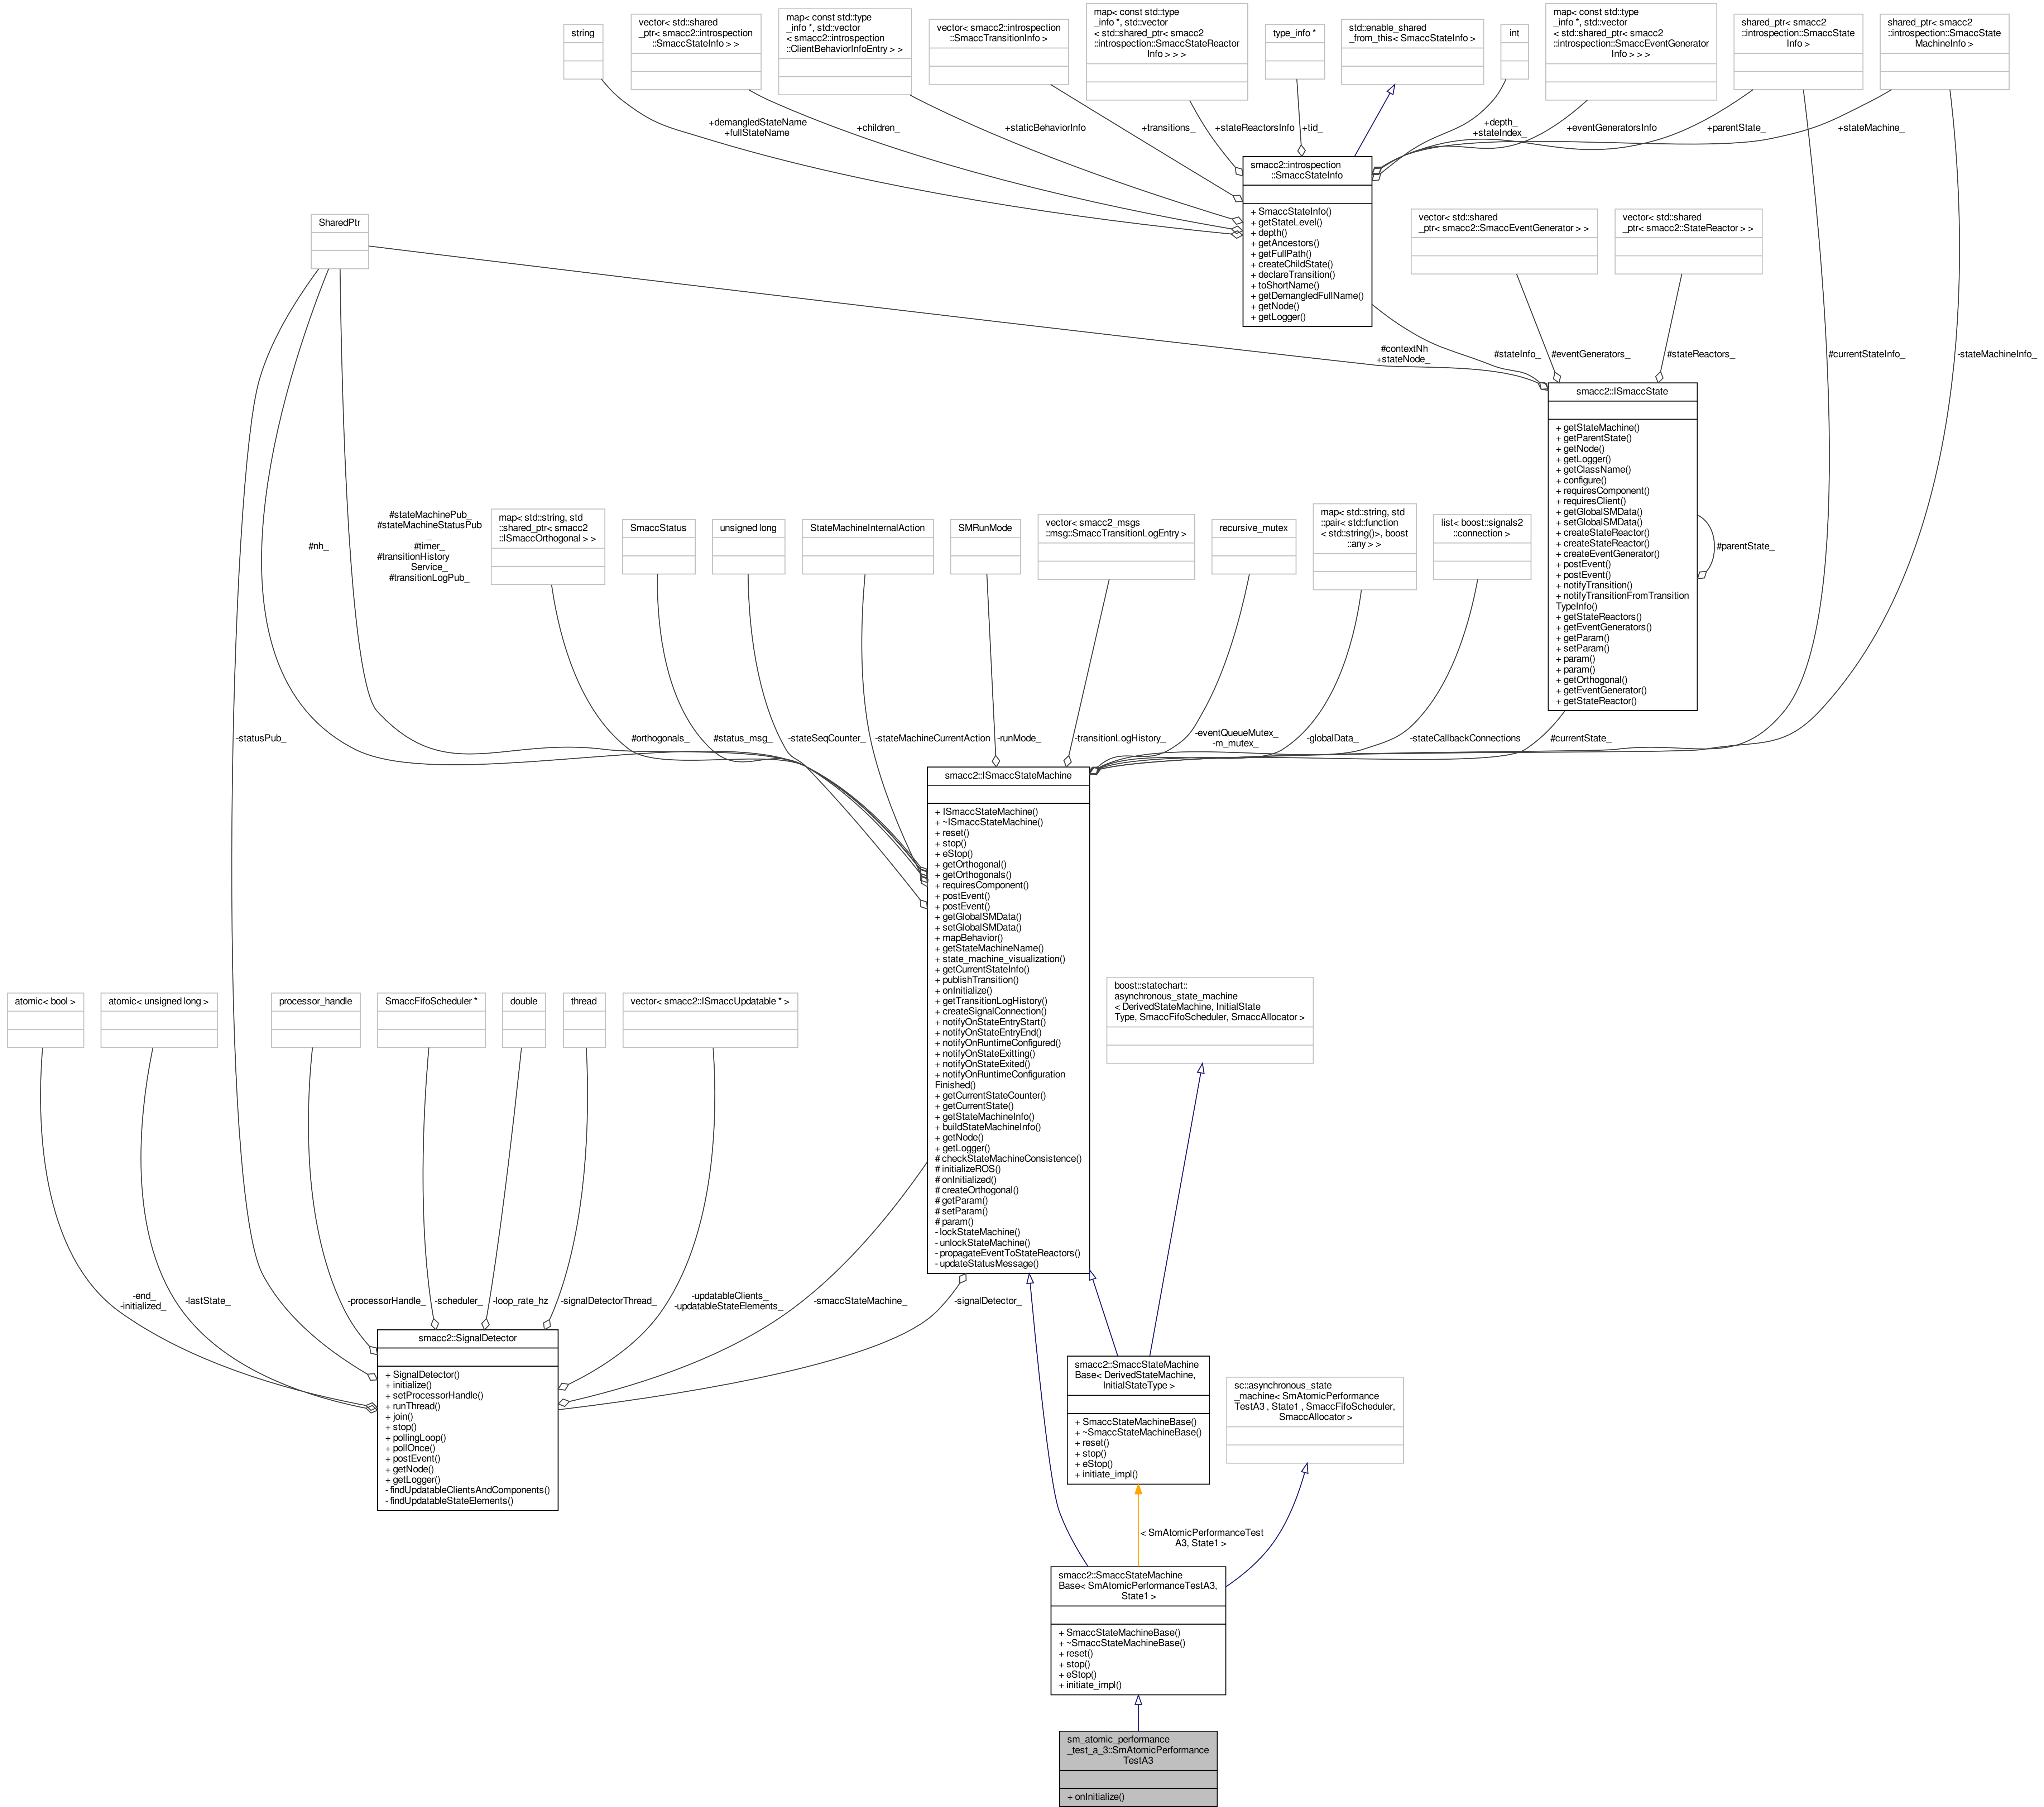 string
vector< std::shared
_ptr< smacc2::introspection
::SmaccStateInfo > >
map< const std::type
_info *, std::vector
< smacc2::introspection
::ClientBehaviorInfoEntry > >
vector< smacc2::introspection
::SmaccTransitionInfo >
map< const std::type
_info *, std::vector
< std::shared_ptr< smacc2
::introspection::SmaccStateReactor
Info > > >
type_info *
std::enable_shared
_from_this< SmaccStateInfo >
int
map< const std::type
_info *, std::vector
< std::shared_ptr< smacc2
::introspection::SmaccEventGenerator
Info > > >
shared_ptr< smacc2
::introspection::SmaccState
Info >
shared_ptr< smacc2
::introspection::SmaccState
MachineInfo >
+demangledStateName
+fullStateName
+children_
+staticBehaviorInfo
+transitions_
+stateReactorsInfo
+tid_
+depth_
+stateIndex_
+eventGeneratorsInfo
+parentState_
+stateMachine_
smacc2::introspection
::SmaccStateInfo
+ SmaccStateInfo()
+ getStateLevel()
+ depth()
+ getAncestors()
+ getFullPath()
+ createChildState()
+ declareTransition()
+ toShortName()
+ getDemangledFullName()
+ getNode()
+ getLogger()
SharedPtr
vector< std::shared
_ptr< smacc2::SmaccEventGenerator > >
vector< std::shared
_ptr< smacc2::StateReactor > >
#contextNh
+stateNode_
#stateInfo_
#eventGenerators_
#stateReactors_
#currentStateInfo_
-stateMachineInfo_
smacc2::ISmaccState
+ getStateMachine()
+ getParentState()
+ getNode()
+ getLogger()
+ getClassName()
+ configure()
+ requiresComponent()
+ requiresClient()
+ getGlobalSMData()
+ setGlobalSMData()
+ createStateReactor()
+ createStateReactor()
+ createEventGenerator()
+ postEvent()
+ postEvent()
+ notifyTransition()
+ notifyTransitionFromTransition
TypeInfo()
+ getStateReactors()
+ getEventGenerators()
+ getParam()
+ setParam()
+ param()
+ param()
+ getOrthogonal()
+ getEventGenerator()
+ getStateReactor()
#parentState_
#nh_
#stateMachinePub_
#stateMachineStatusPub
_
#timer_
#transitionHistory
Service_
#transitionLogPub_
map< std::string, std
::shared_ptr< smacc2
::ISmaccOrthogonal > >
SmaccStatus
unsigned long
StateMachineInternalAction
SMRunMode
vector< smacc2_msgs
::msg::SmaccTransitionLogEntry >
recursive_mutex
map< std::string, std
::pair< std::function
< std::string()>, boost
::any > >
list< boost::signals2
::connection >
-statusPub_
#orthogonals_
#status_msg_
-stateSeqCounter_
-stateMachineCurrentAction
-runMode_
-transitionLogHistory_
-eventQueueMutex_
-m_mutex_
-globalData_
-stateCallbackConnections
#currentState_
smacc2::ISmaccStateMachine
+ ISmaccStateMachine()
+ ~ISmaccStateMachine()
+ reset()
+ stop()
+ eStop()
+ getOrthogonal()
+ getOrthogonals()
+ requiresComponent()
+ postEvent()
+ postEvent()
+ getGlobalSMData()
+ setGlobalSMData()
+ mapBehavior()
+ getStateMachineName()
+ state_machine_visualization()
+ getCurrentStateInfo()
+ publishTransition()
+ onInitialize()
+ getTransitionLogHistory()
+ createSignalConnection()
+ notifyOnStateEntryStart()
+ notifyOnStateEntryEnd()
+ notifyOnRuntimeConfigured()
+ notifyOnStateExitting()
+ notifyOnStateExited()
+ notifyOnRuntimeConfiguration
Finished()
+ getCurrentStateCounter()
+ getCurrentState()
+ getStateMachineInfo()
+ buildStateMachineInfo()
+ getNode()
+ getLogger()
# checkStateMachineConsistence()
# initializeROS()
# onInitialized()
# createOrthogonal()
# getParam()
# setParam()
# param()
- lockStateMachine()
- unlockStateMachine()
- propagateEventToStateReactors()
- updateStatusMessage()
atomic< bool >
atomic< unsigned long >
processor_handle
SmaccFifoScheduler *
double
thread
vector< smacc2::ISmaccUpdatable * >
boost::statechart::
asynchronous_state_machine
< DerivedStateMachine, InitialState
Type, SmaccFifoScheduler, SmaccAllocator >
-end_
-initialized_
-lastState_
-processorHandle_
-scheduler_
-loop_rate_hz
-signalDetectorThread_
-updatableClients_
-updatableStateElements_
-smaccStateMachine_
-signalDetector_
smacc2::SignalDetector
+ SignalDetector()
+ initialize()
+ setProcessorHandle()
+ runThread()
+ join()
+ stop()
+ pollingLoop()
+ pollOnce()
+ postEvent()
+ getNode()
+ getLogger()
- findUpdatableClientsAndComponents()
- findUpdatableStateElements()
smacc2::SmaccStateMachine
Base< DerivedStateMachine,
InitialStateType >
+ SmaccStateMachineBase()
+ ~SmaccStateMachineBase()
+ reset()
+ stop()
+ eStop()
+ initiate_impl()
sc::asynchronous_state
_machine< SmAtomicPerformance
TestA3 , State1 , SmaccFifoScheduler,
SmaccAllocator >
< SmAtomicPerformanceTest
A3, State1 >
smacc2::SmaccStateMachine
Base< SmAtomicPerformanceTestA3,
State1 >
+ SmaccStateMachineBase()
+ ~SmaccStateMachineBase()
+ reset()
+ stop()
+ eStop()
+ initiate_impl()
sm_atomic_performance
_test_a_3::SmAtomicPerformance
TestA3
+ onInitialize()